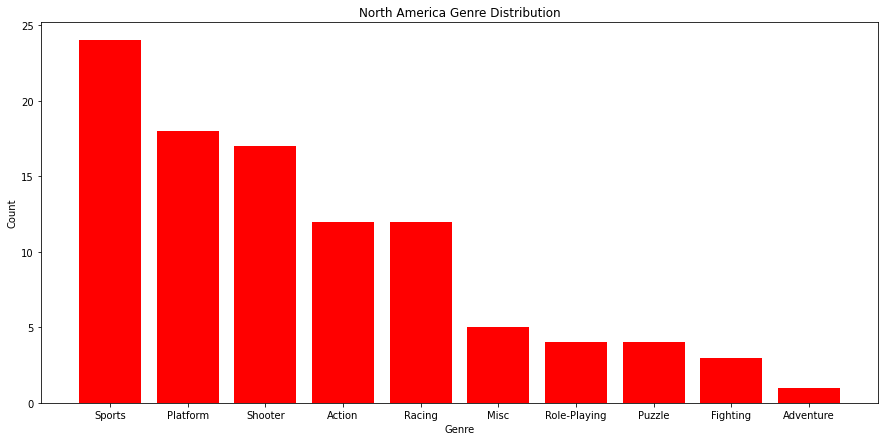 North America Genre Distribution
25
20
15
10
5
0
Count
Sports Platform Shooter Action Racing Misc Role-Playing Puzzle Fighting Adventure
Genre